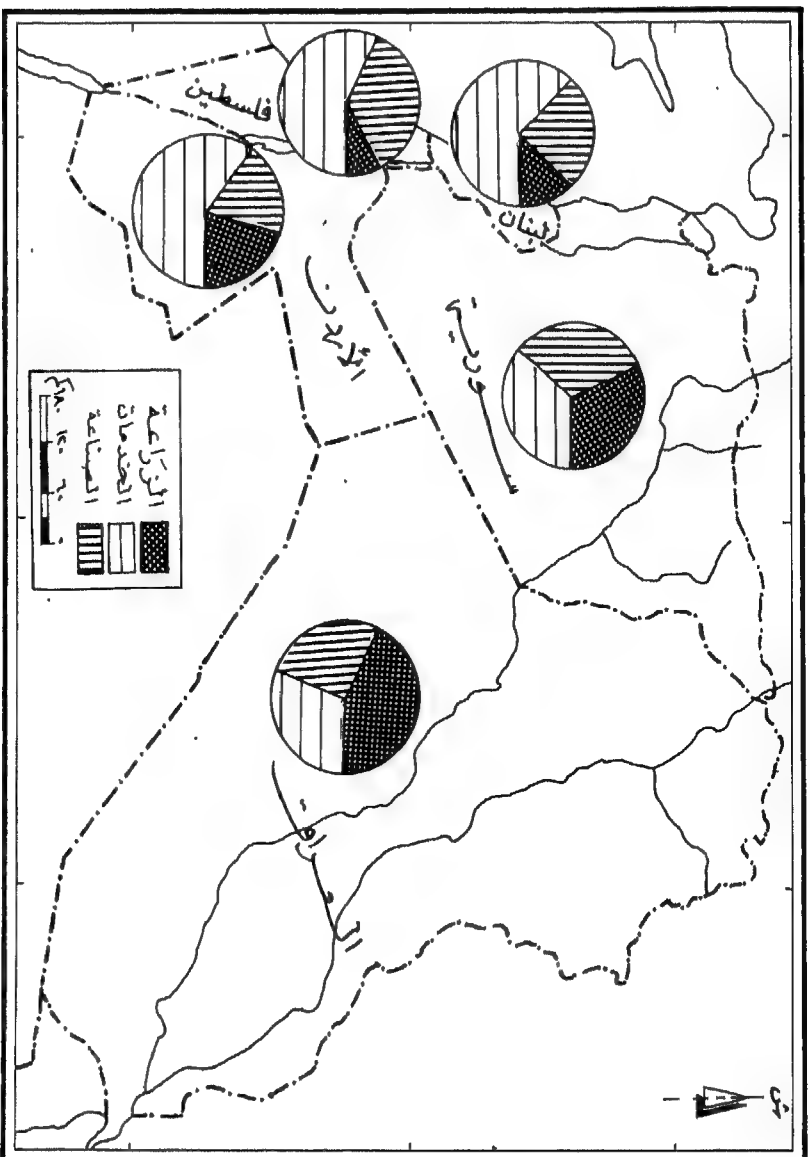 فلسطين
لبنان
الأردن
سوريا
العراق
الزراعة
الخدمات
الصناعة